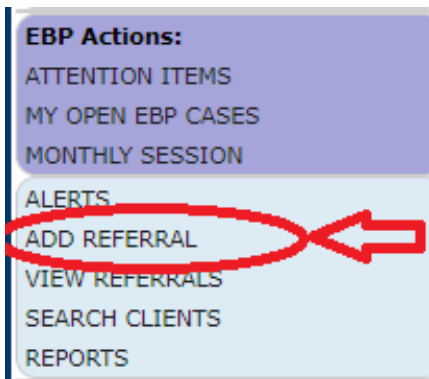 EBP Actions:
ATTENTION ITEMS
MY OPEN EBP CASES
MONTHLY SESSION
ALERTS
ADD REFERRAL
VIEW REFERRALS
SEARCH CLIENTS
REPORTS